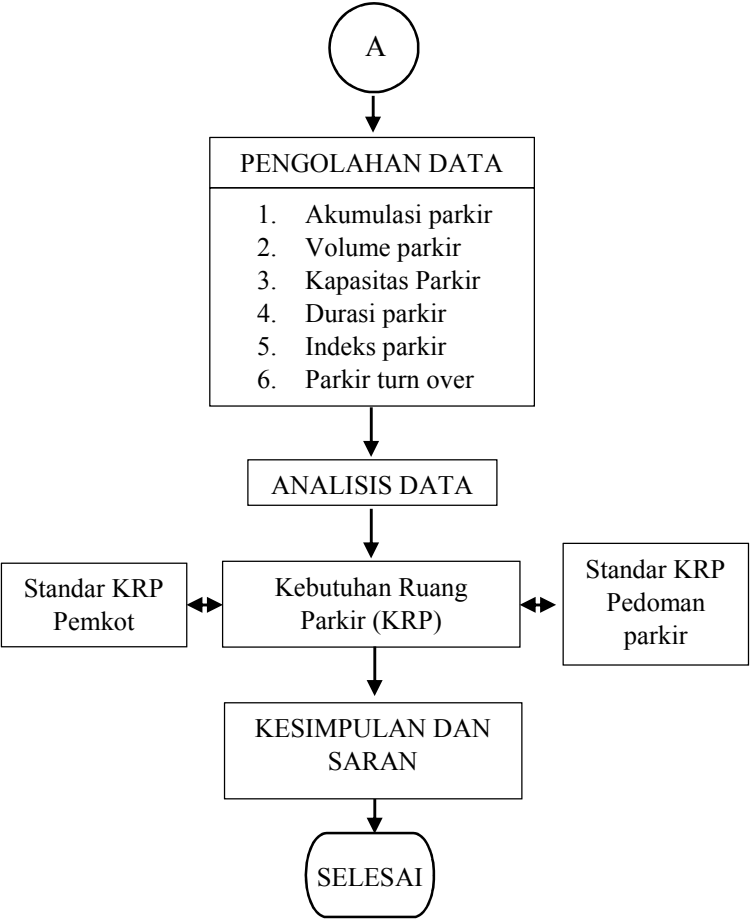 A
PENGOLAHAN DATA
1. Akumulasi parkir
2. Volume parkir
3. Kapasitas Parkir
4. Durasi parkir
5. Indeks parkir
6. Parkir turn over
ANALISIS DATA
Standar KRP
Pemkot
Kebutuhan Ruang
Parkir (KRP)
Standar KRP
Pedoman
parkir
KESIMPULAN DAN
SARAN
SELESAI